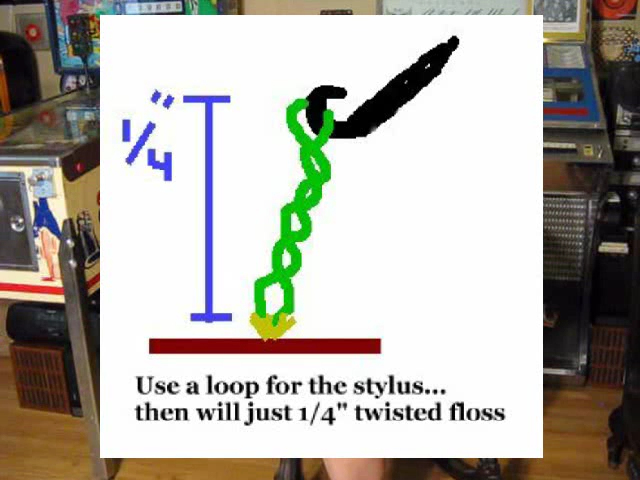 1/4"
Use a loop for the stylus...
then will just 1/4" twisted floss